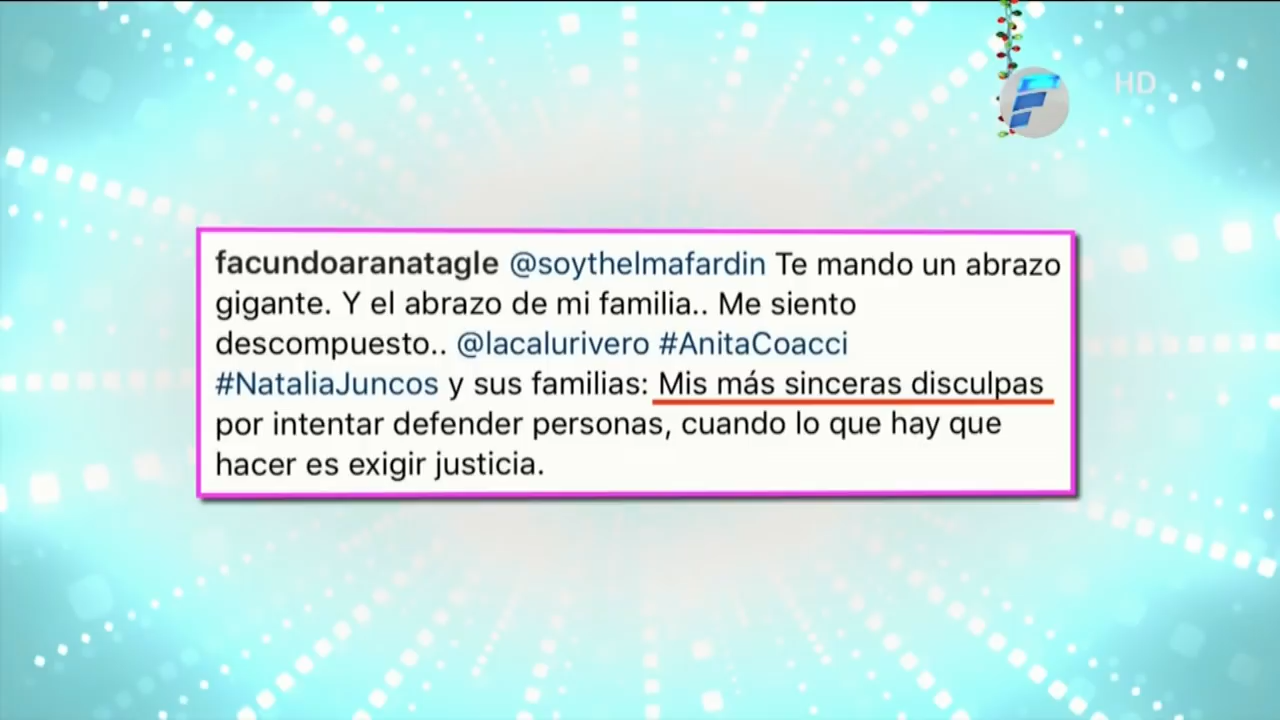 HD
facundoaranatagle @soythelmafardin Te mando un abrazo
gigante. Y el abrazo de mi familia.. Me siento
descompuesto.. @lacalurivero #AnitaCoacci
#NataliaJuncos y sus familias: Mis más sinceras disculpas
por intentar defender personas, cuando lo que hay que
hacer es exigir justicia.